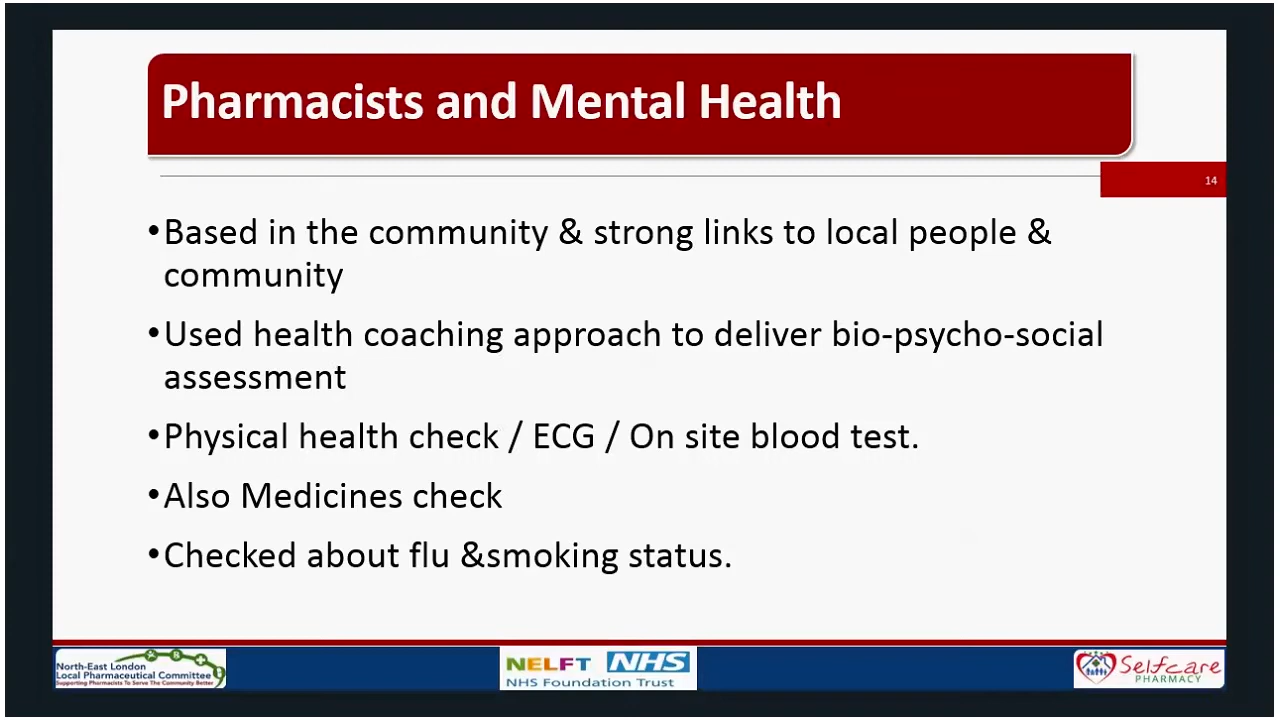 Pharmacists and Mental Health
14
•Based in the community & strong links to local people &
community
•Used health coaching approach to deliver bio-psycho-social
assessment
•Physical health check / ECG / On site blood test.
•Also Medicines check
•Checked about flu &smoking status.
North-East London
Local Pharmaceutical Committee
Supporting Pharmacists To Serve The Community Better
NELFT NHS
NHS Foundation Trust
Selfcare
PHARMACY